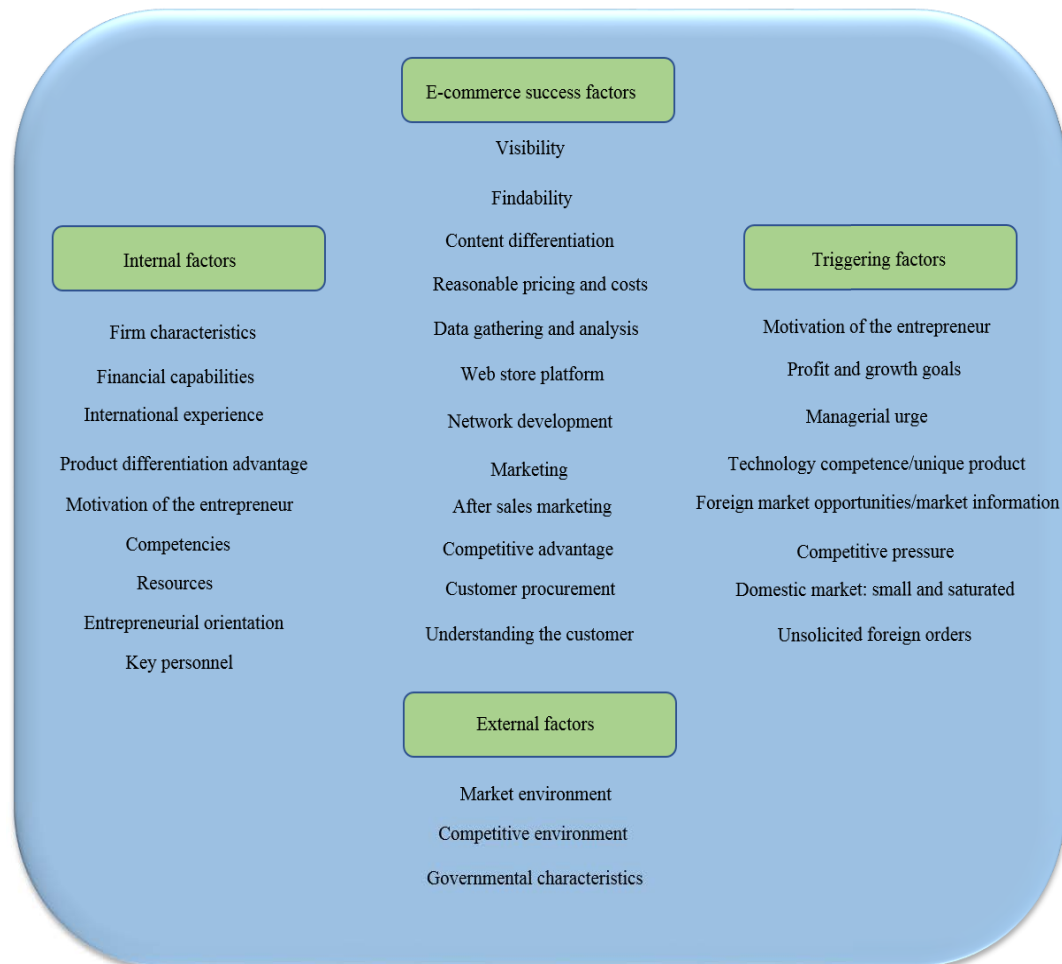 E-commerce success factors
Visibility
Findability
Content differentiation
Reasonable pricing and costs
Data gathering and analysis
Web store platform
Network development
Marketing
After sales marketing
Competitive advantage
Customer procurement
Understanding the customer
Internal factors
Firm characteristics
Financial capabilities
International experience
Product differentiation advantage
Motivation of the entrepreneur
Competencies
Resources
Entrepreneurial orientation
Key personnel
Triggering factors
Motivation of the entrepreneur
Profit and growth goals
Managerial urge
Technology competence/unique product
Foreign market opportunities/market information
Competitive pressure
Domestic market: small and saturated
Unsolicited foreign orders
External factors
Market environment
Competitive environment
Governmental characteristics